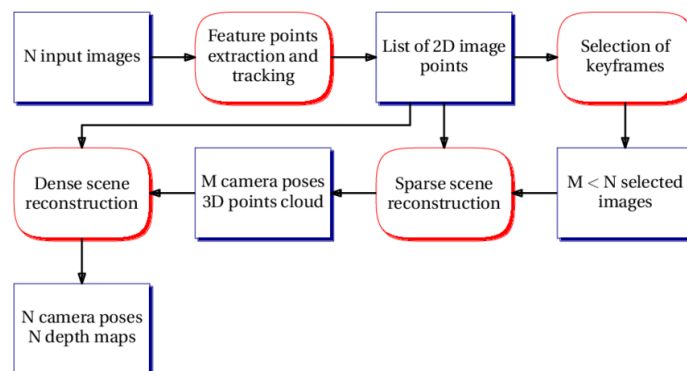 N input images
Feature points
extraction and
tracking
List of 2D image
points
Selection of
keyframes
Dense scene
reconstruction
M camera poses
3D points cloud
Sparse scene
reconstruction
M < N selected
images
N camera poses
N depth maps